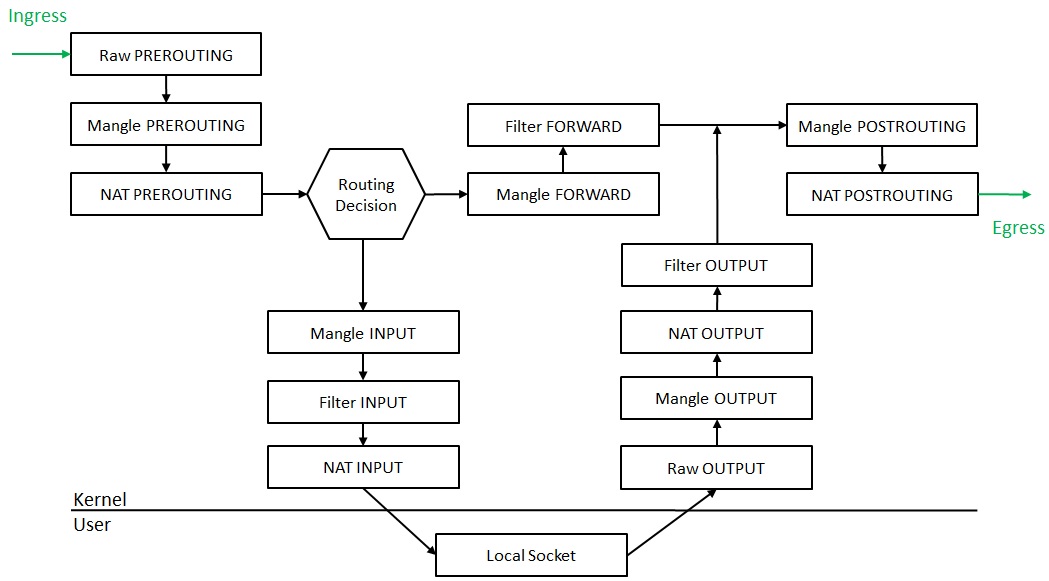 Ingress
Raw PREROUTING
Mangle PREROUTING
NAT PREROUTING
Routing
Decision
Filter FORWARD
Mangle FORWARD
Mangle POSTROUTING
NAT POSTROUTING
Egress
Mangle INPUT
Filter INPUT
NAT INPUT
Filter OUTPUT
NAT OUTPUT
Mangle OUTPUT
Raw OUTPUT
Kernel
User
Local Socket